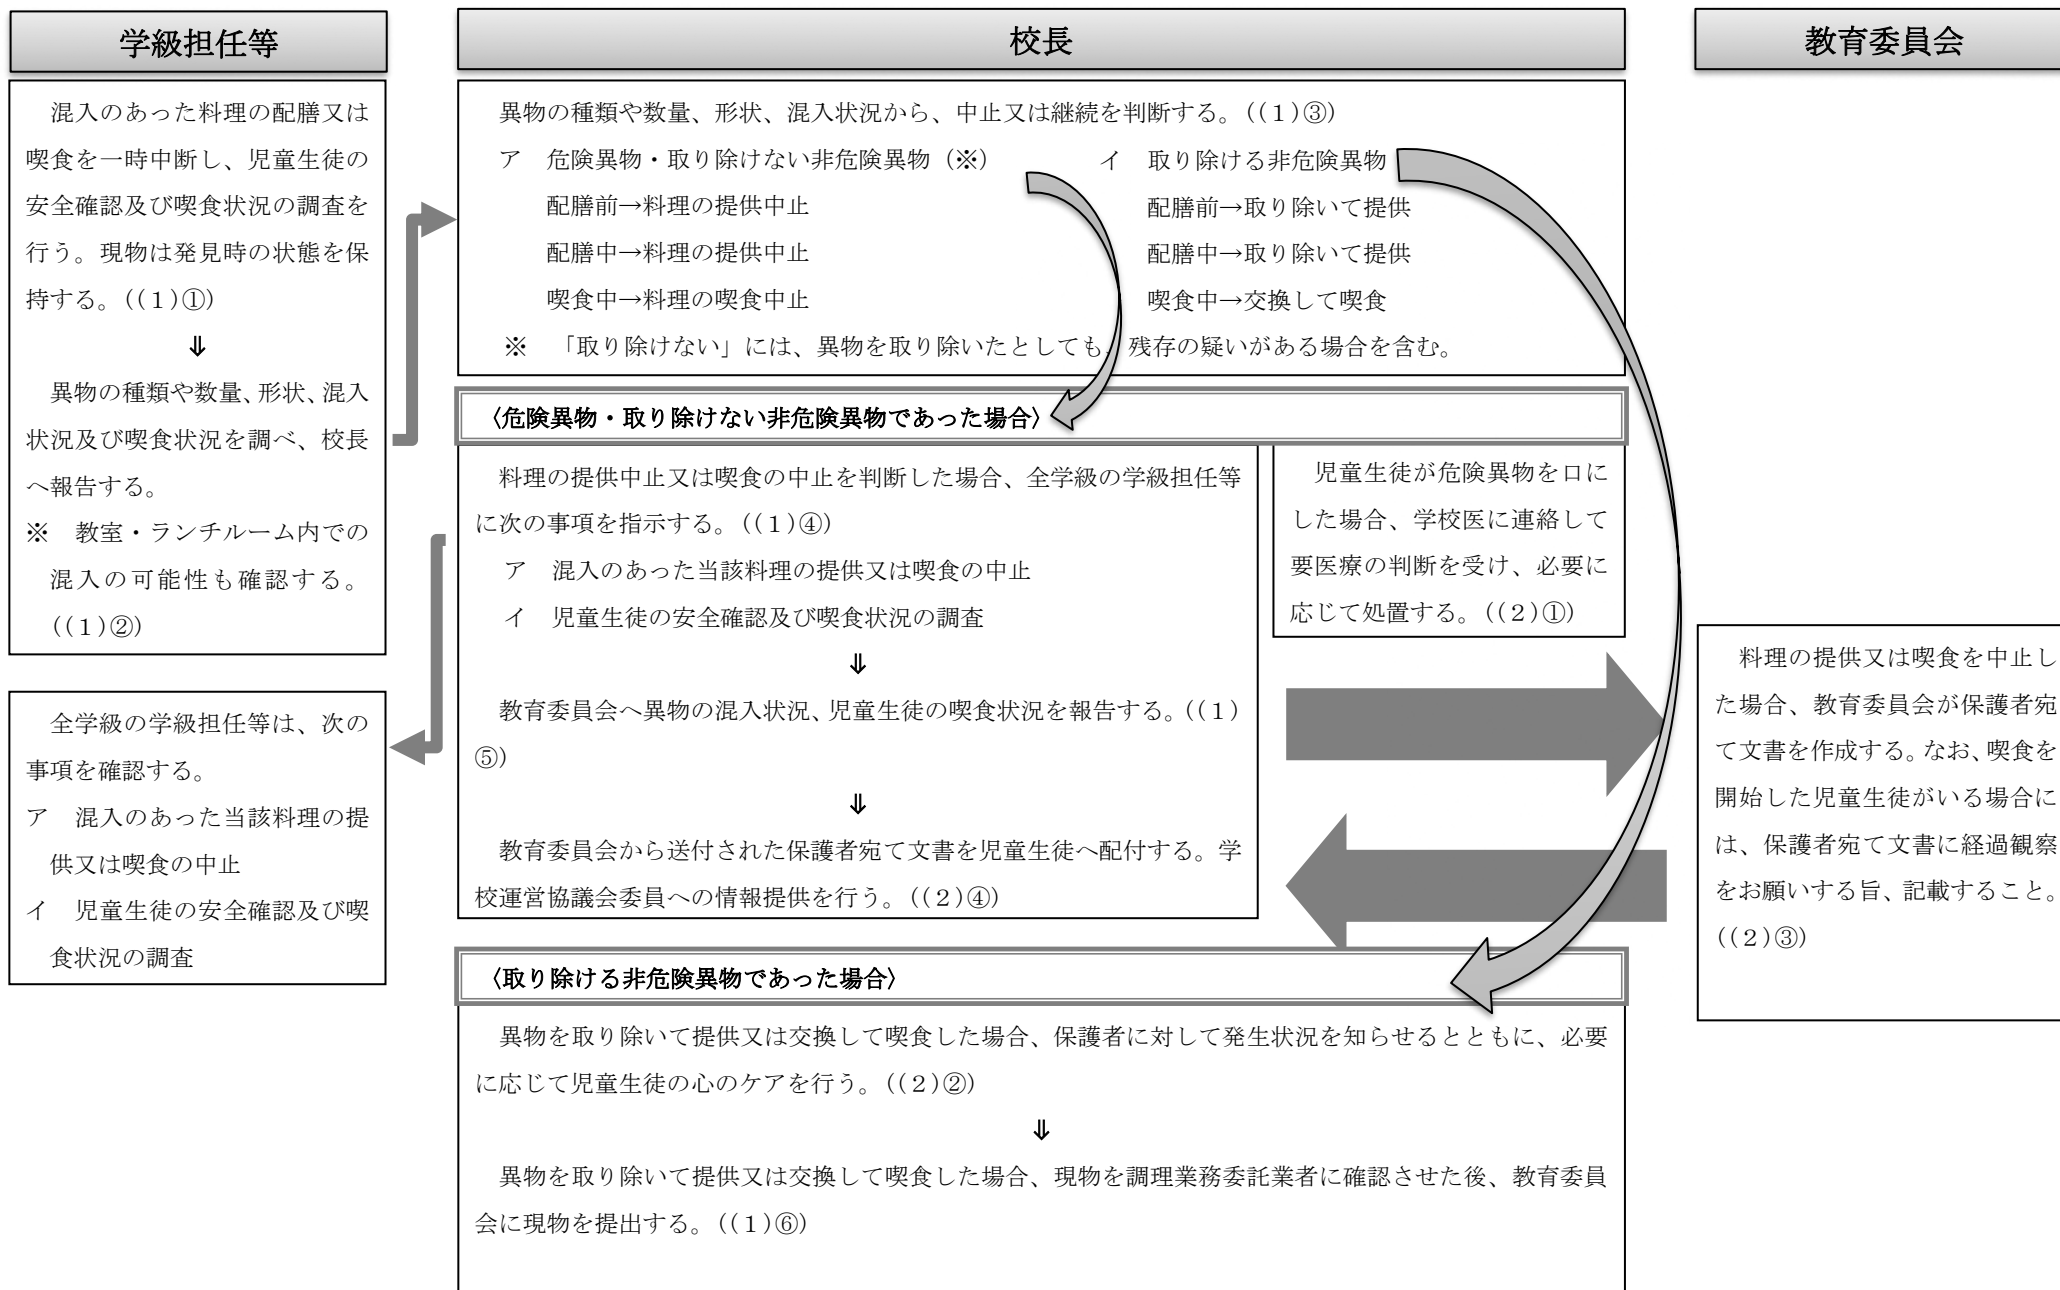 学級担任等
混入のあった料理の配膳又は
喫食を一時中断し、児童生徒の
安全確認及び喫食状況の調査を
行う。現物は発見時の状態を保
持する。((1)①)
⇓
異物の種類や数量、形状、混入
状況及び喫食状況を調べ、校長
へ報告する。
※　教室・ランチルーム内での
混入の可能性も確認する。
((1)②)
全学級の学級担任等は、次の
事項を確認する。
ア　混入のあった当該料理の提
供又は喫食の中止
イ　児童生徒の安全確認及び喫
食状況の調査
校長
異物の種類や数量、形状、混入状況から、中止又は継続を判断する。((1)③)
ア　危険異物・取り除けない非危険異物（※）
配膳前→料理の提供中止
配膳中→料理の提供中止
喫食中→料理の喫食中止
イ　取り除ける非危険異物
配膳前→取り除いて提供
配膳中→取り除いて提供
喫食中→交換して喫食
※　「取り除けない」には、異物を取り除いたとしても、残存の疑いがある場合を含む。
〈危険異物・取り除けない非危険異物であった場合〉
料理の提供中止又は喫食の中止を判断した場合、全学級の学級担任等
に次の事項を指示する。((1)④)
ア　混入のあった当該料理の提供又は喫食の中止
イ　児童生徒の安全確認及び喫食状況の調査
⇓
教育委員会へ異物の混入状況、児童生徒の喫食状況を報告する。((1)
⑤)
⇓
教育委員会から送付された保護者宛て文書を児童生徒へ配付する。学
校運営協議会委員への情報提供を行う。((2)④)
児童生徒が危険異物を口に
した場合、学校医に連絡して
要医療の判断を受け、必要に
応じて処置する。((2)①)
〈取り除ける非危険異物であった場合〉
異物を取り除いて提供又は交換して喫食した場合、保護者に対して発生状況を知らせるとともに、必要
に応じて児童生徒の心のケアを行う。((2)②)
⇓
異物を取り除いて提供又は交換して喫食した場合、現物を調理業務委託業者に確認させた後、教育委員
会に現物を提出する。((1)⑥)
教育委員会
料理の提供又は喫食を中止し
た場合、教育委員会が保護者宛
て文書を作成する。なお、喫食を
開始した児童生徒がいる場合に
は、保護者宛て文書に経過観察
をお願いする旨、記載すること。
((2)③)